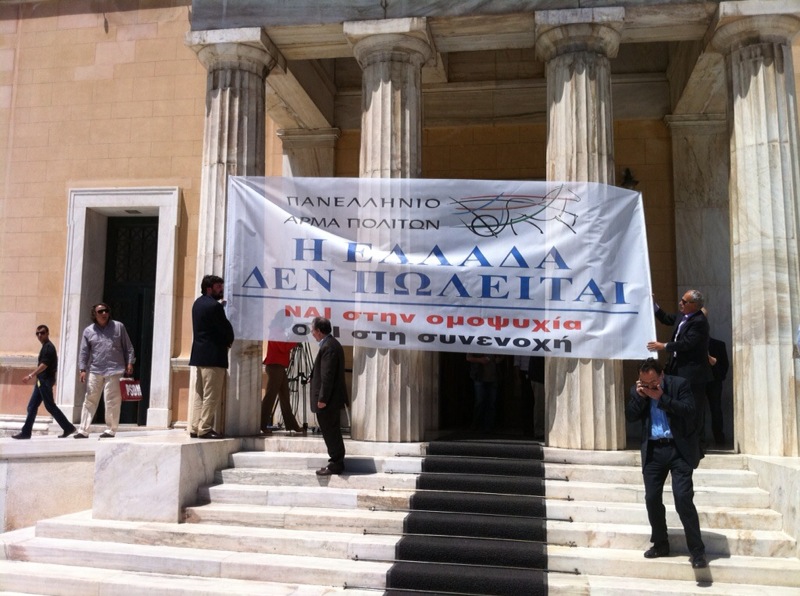 ΠΑΝΕΛΛΗΝΙΟ
ΑΡΜΑ ΠΟΛΙΤΩΝ
Η ΕΛΛΑΔΑ
ΔΕΝ ΠΩΛΕΙΤΑΙ
ΝΑΙ στην ομοψυχία
ΟΧΙ στη συνενοχή